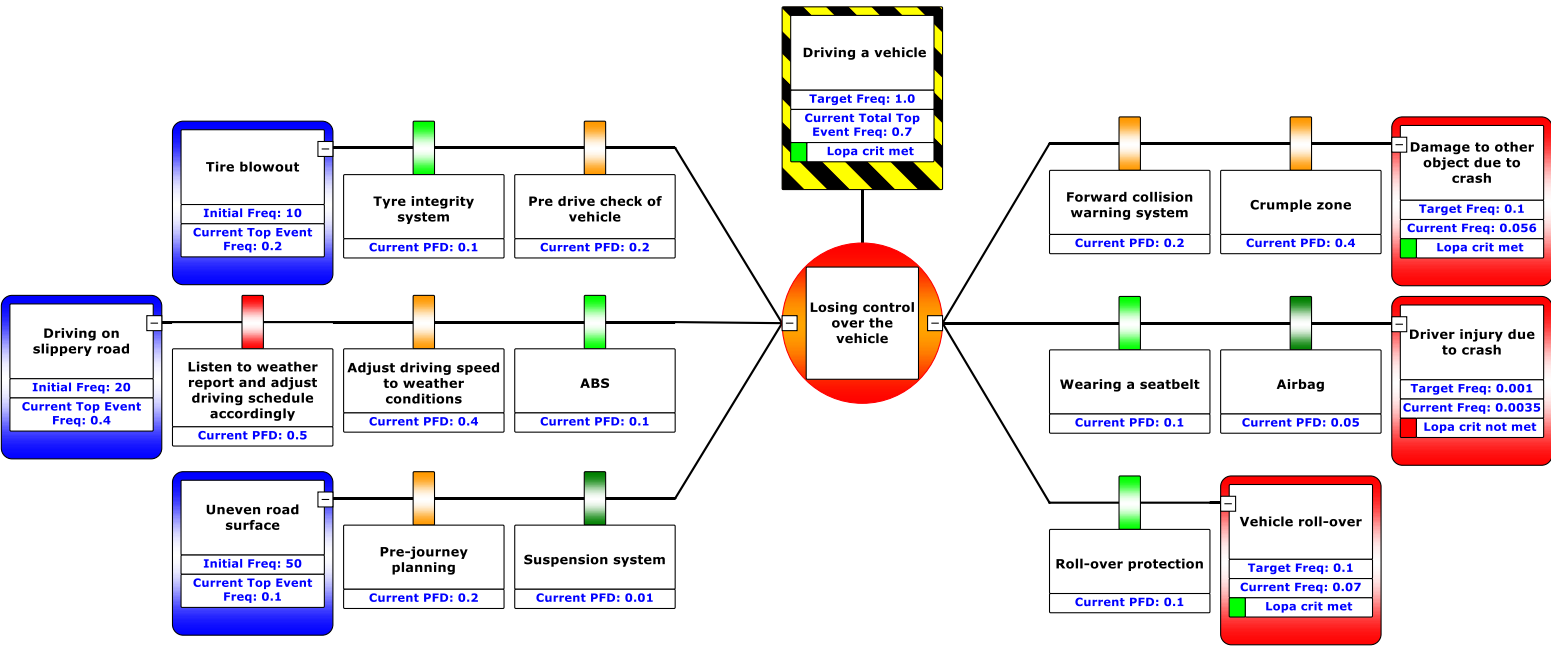 Driving a vehicle
Target Freq: 1.0
Current Total Top
Event Freq: 0.7
Lopa crit met
Tire blowout
Initial Freq: 10
Current Top Event
Freq: 0.2
Tyre integrity
system
Current PFD: 0.1
Pre drive check of
vehicle
Current PFD: 0.2
Driving on
slippery road
Initial Freq: 20
Current Top Event
Freq: 0.4
Listen to weather
report and adjust
driving schedule
accordingly
Current PFD: 0.5
Adjust driving speed
to weather
conditions
Current PFD: 0.4
ABS
Current PFD: 0.1
Uneven road
surface
Initial Freq: 50
Current Top Event
Freq: 0.1
Pre-journey
planning
Current PFD: 0.2
Suspension system
Current PFD: 0.01
Losing control
over the
vehicle
Forward collision
warning system
Current PFD: 0.2
Crumple zone
Current PFD: 0.4
Damage to other
object due to
crash
Target Freq: 0.1
Current Freq: 0.056
Lopa crit met
Wearing a seatbelt
Current PFD: 0.1
Airbag
Current PFD: 0.05
Driver injury due
to crash
Target Freq: 0.001
Current Freq: 0.0035
Lopa crit not met
Roll-over protection
Current PFD: 0.1
Vehicle roll-over
Target Freq: 0.1
Current Freq: 0.07
Lopa crit met